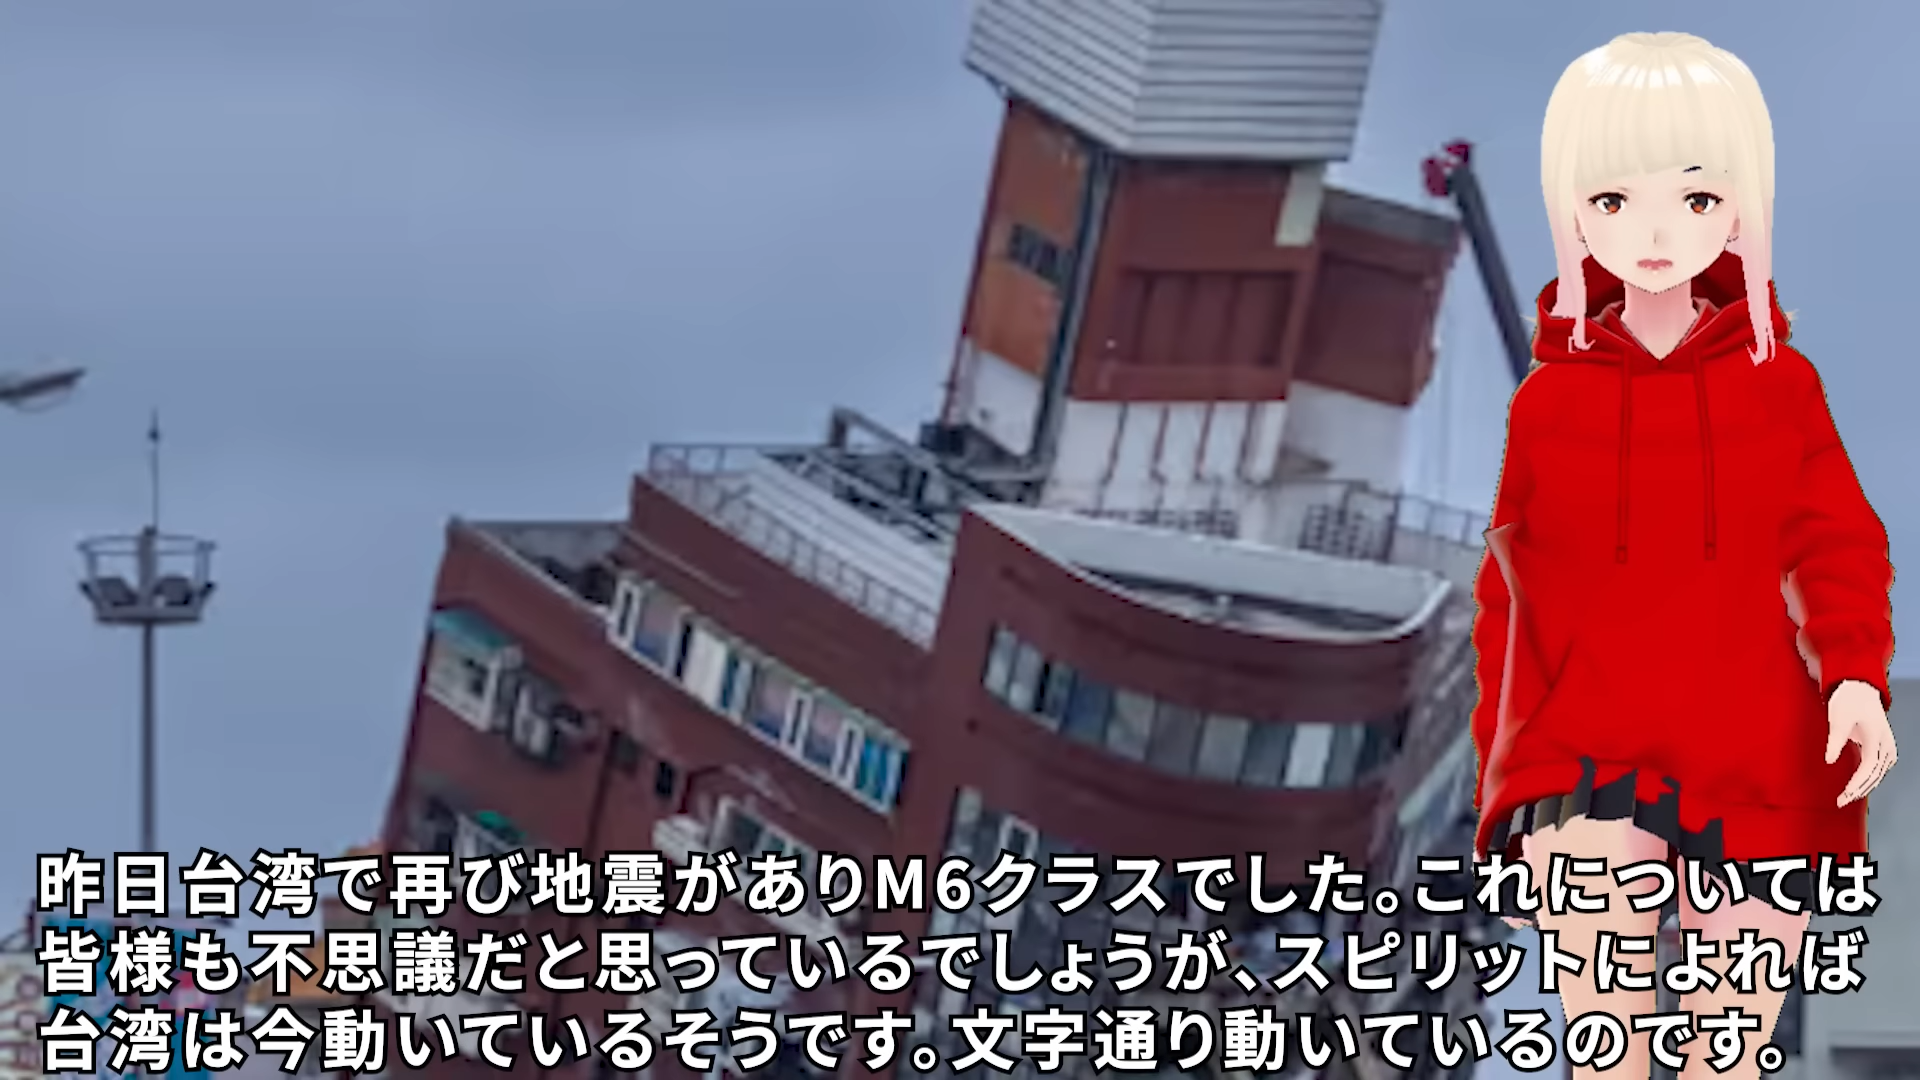 昨日台湾で再び地震がありM6クラスでした。これについては
皆様も不思議だと思っているでしょうが、スピリットによれば
台湾は今動いているそうです。文字通り動いているのです。